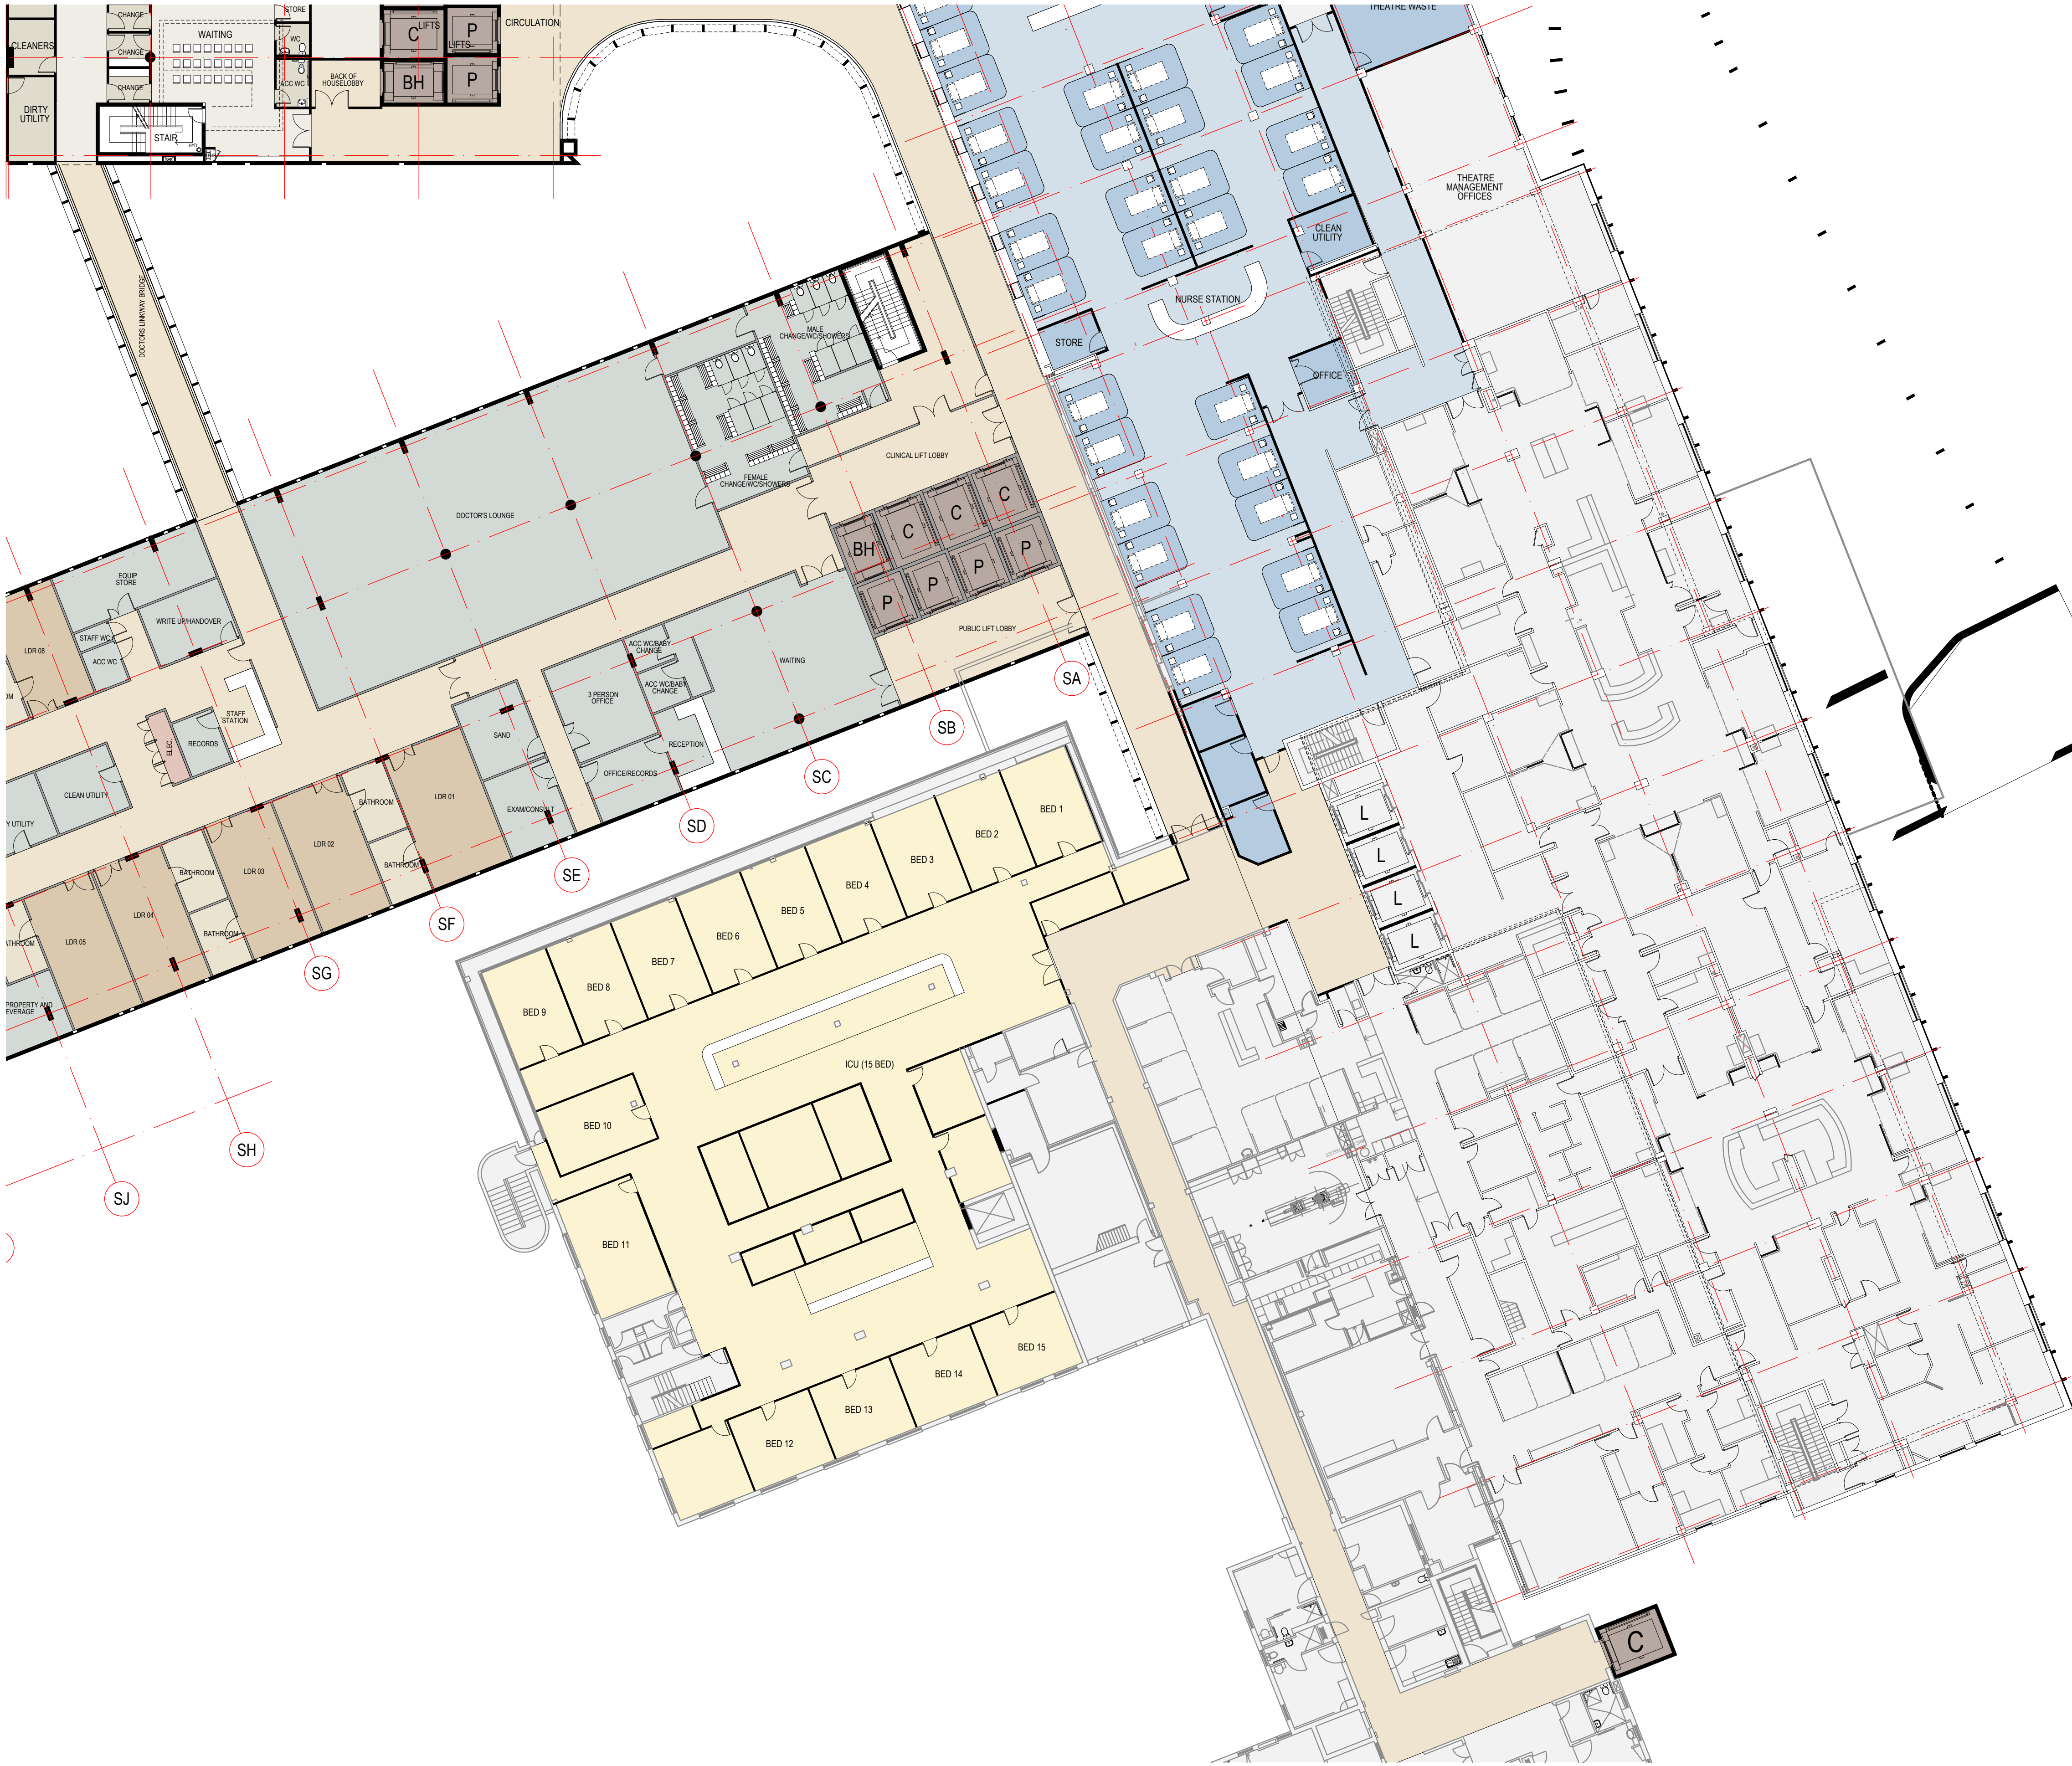 STORE
CHANGE
WAITING
LIFTS
C
P
CIRCULATION
THEATRE WASTE
CLEANERS
CHANGE
WC
LIFTS
BACK OF
HOUSELOBBY
BH
P
ACC WC
CHANGE
DIRTY
UTILITY
STAIR
THEATRE
MANAGEMENT
OFFICES
CLEAN
UTILITY
DOCTORS LINKWAY BRIDGE
NURSE STATION
MALE
CHANGE/WC/SHOWERS
STORE
OFFICE
CLINICAL LIFT LOBBY
FEMALE
CHANGE/WC/SHOWERS
DOCTOR'S LOUNGE
C
C
C
BH
P
P
P
P
EQUIP
STORE
WRITE UP/HANDOVER
STAFF WC
ACC WC
LDR 08
PUBLIC LIFT LOBBY
ACC WC/BABY
CHANGE
WAITING
ACC WC/BABY
CHANGE
3 PERSON
OFFICE
SA
STAFF
STATION
SB
ELEC.
RECORDS
SAND
RECEPTION
OFFICE/RECORDS
SC
CLEAN UTILITY
Y UTILITY
BATHROOM
LDR 01
EXAM/CONSULT
SD
BED 1
L
BED 2
LDR 02
BED 3
L
BATHROOM
SE
BATHROOM
LDR 03
BED 4
L
BED 5
LDR 04
SF
BATHROOM
BED 6
L
LDR 05
ATHROOM
BED 7
SG
BED 8
BED 9
PROPERTY AND
EVERAGE
ICU (15 BED)
BED 10
SH
SJ
BED 11
BED 15
BED 14
BED 13
BED 12
C